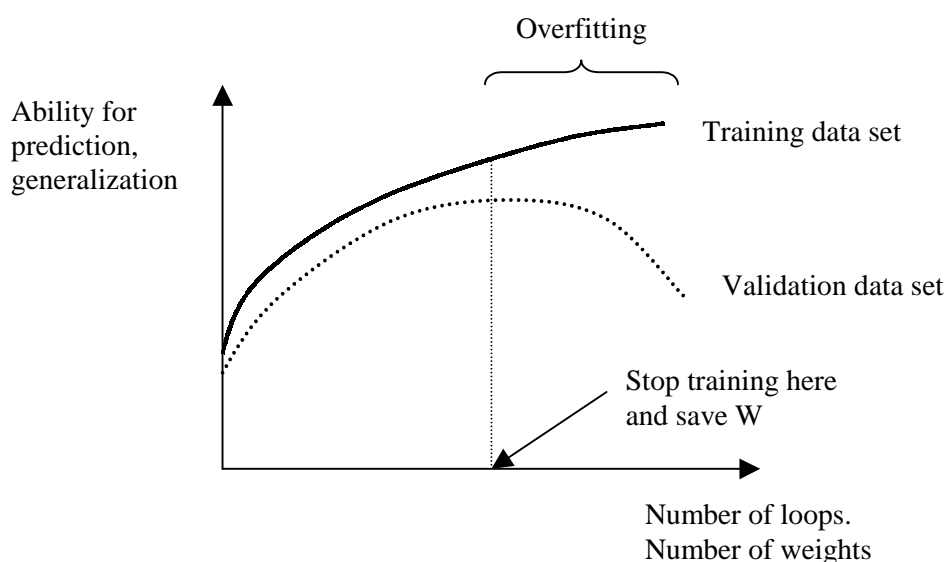 Overfitting
Ability for
prediction,
generalization
Training data set
Validation data set
Stop training here
and save W
Number of loops.
Number of weights